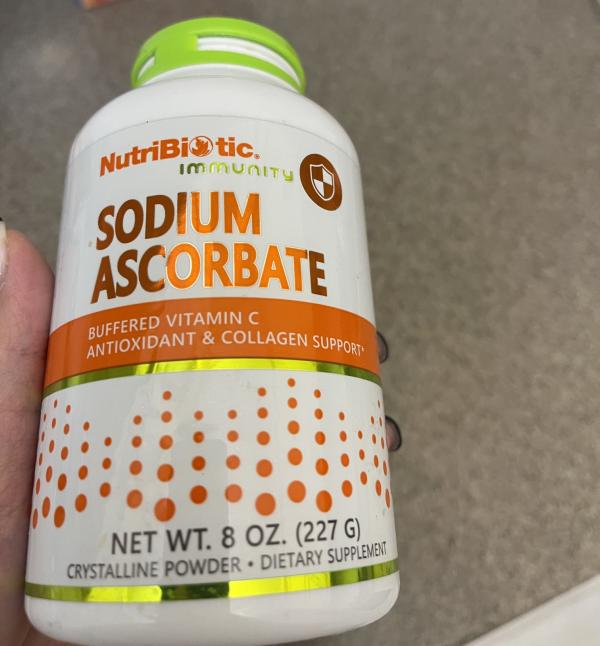 NutriBiotic®
immunity
SODIUM
ASCORBATE
BUFFERED VITAMIN C
ANTIOXIDANT & COLLAGEN SUPPORT*
NET WT. 8 OZ. (227 G)
CRYSTALLINE POWDER • DIETARY SUPPLEMENT